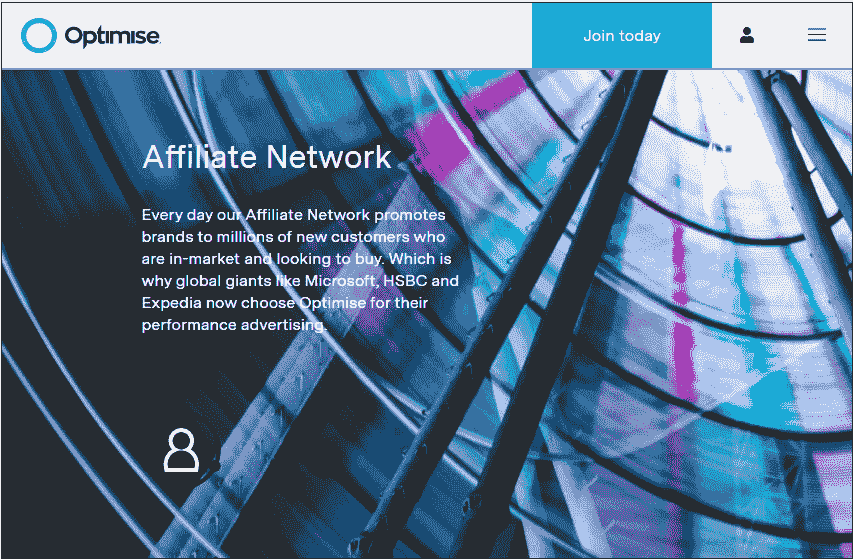 Optimise
Join today
Affiliate Network
Every day our Affiliate Network promotes
brands to millions of new customers who
are in-market and looking to buy. Which is
why global giants like Microsoft, HSBC and
Expedia now choose Optimise for their
performance advertising.